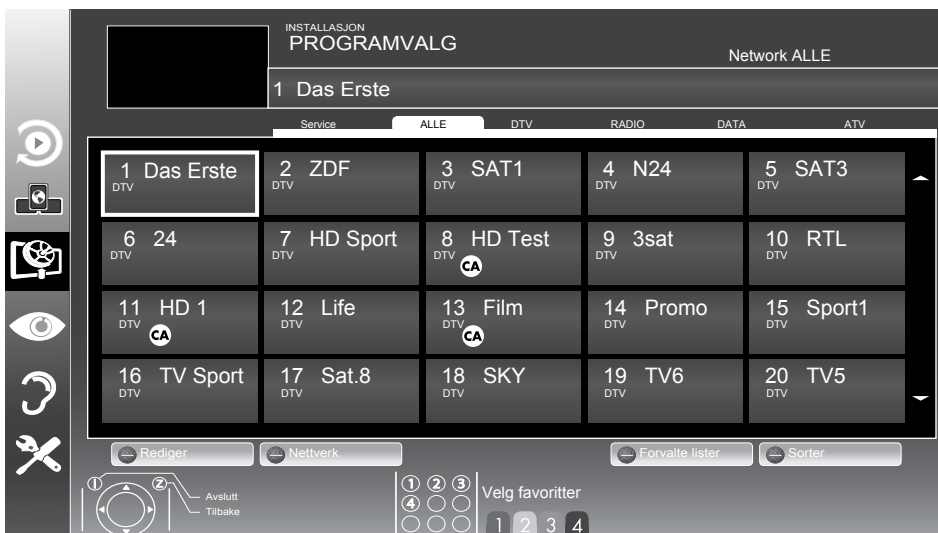 INSTALLASJON
PROGRAMVALG
Network ALLE
1 Das Erste
Service ALLE DTV RADIO DATA ATV
1 Das Erste 2 ZDF 3 SAT1 4 N24 5 SAT3
DTV DTV DTV DTV DTV
6 24 7 HD Sport 8 HD Test 9 3sat 10 RTL
DTV DTV DTV DTV DTV
CA
11 HD 1 12 Life 13 Film 14 Promo 15 Sport1
DTV DTV DTV DTV DTV
CA CA
16 TV Sport 17 Sat.8 18 SKY 19 TV6 20 TV5
DTV DTV DTV DTV DTV
Rediger Nettverk Forvalte lister Sorter
1 2 1 2 3
Avslutt 4 Velg favoritter
Tilbake
1 2 3 4